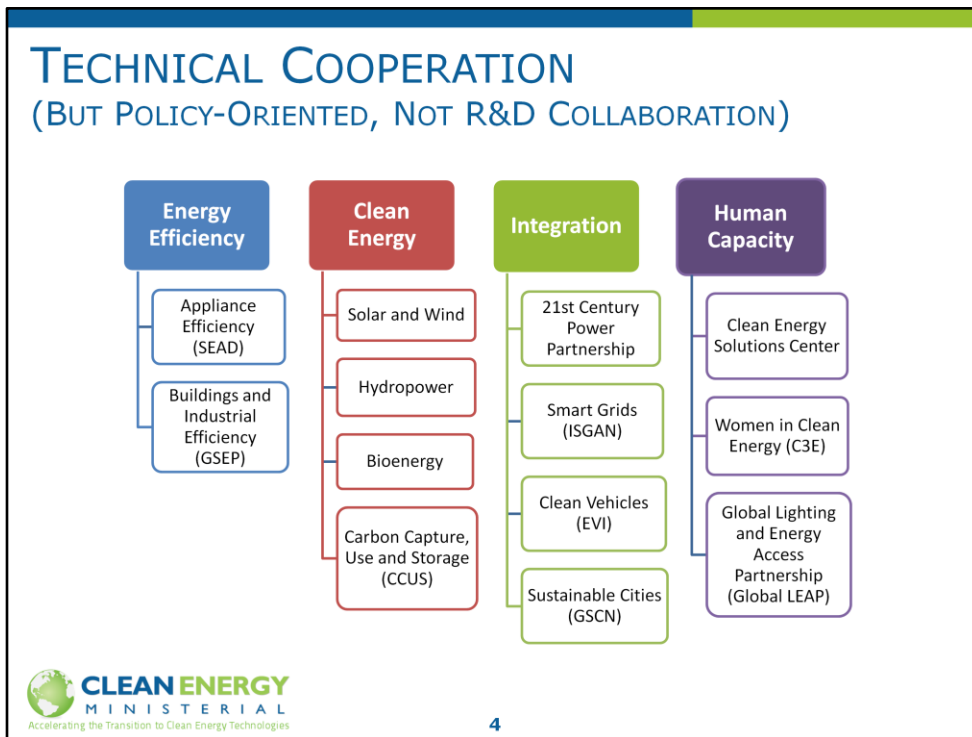 TECHNICAL COOPERATION
(BUT POLICY-ORIENTED, NOT R&D COLLABORATION)
Energy
Efficiency
Appliance
Efficiency
(SEAD)
Buildings and
Industrial
Efficiency
(GSEP)
Clean
Energy
Solar and Wind
Hydropower
Bioenergy
Carbon Capture,
Use and Storage
(CCUS)
Integration
21st Century
Power
Partnership
Smart Grids
(ISGAN)
Clean Vehicles
(EVI)
Sustainable Cities
(GSCN)
Human
Capacity
Clean Energy
Solutions Center
Women in Clean
Energy (C3E)
Global Lighting
and Energy
Access
Partnership
(Global LEAP)
CLEAN ENERGY
MINISTERIAL
Accelerating the Transition to Clean Energy Technologies
4